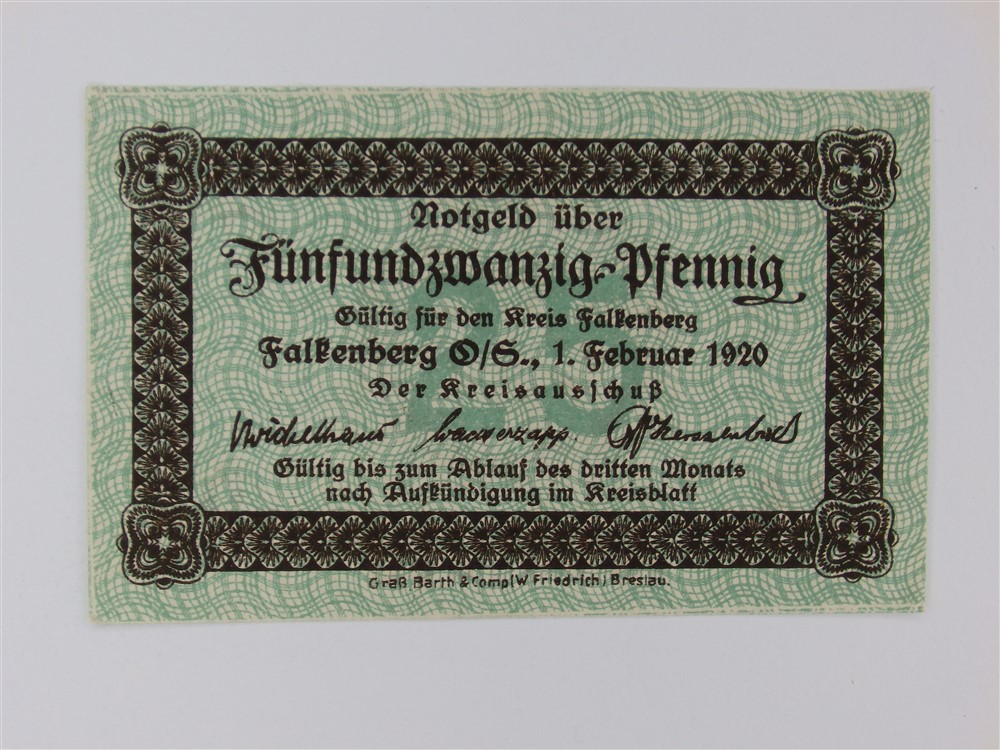 Notgeld über
Fünfundzwanzig-Pfennig
25
Gültig für den Kreis Falkenberg
Falkenberg O/S., 1. Februar 1920
Der Kreisausschuß
Gültig bis zum Ablauf des dritten Monats
nach Aufkündigung im Kreisblatt
Graß, Barth & Comp (W. Friedrich) Breslau.